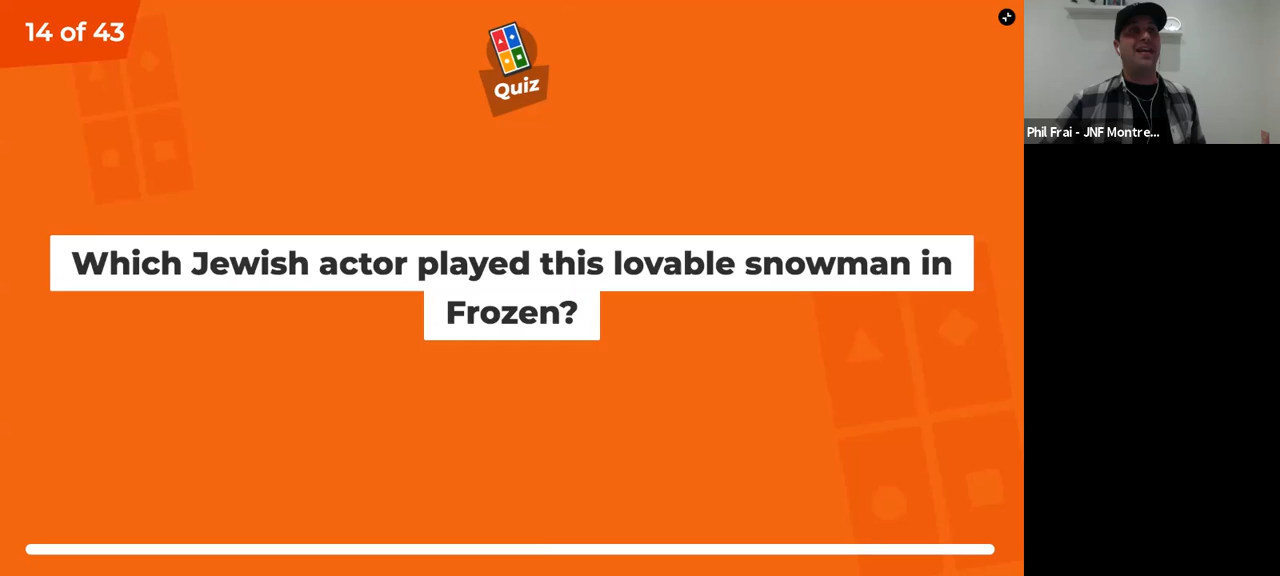 14 of 43
Quiz
Phil Frai - JNF Montre...
Which Jewish actor played this lovable snowman in
Frozen?